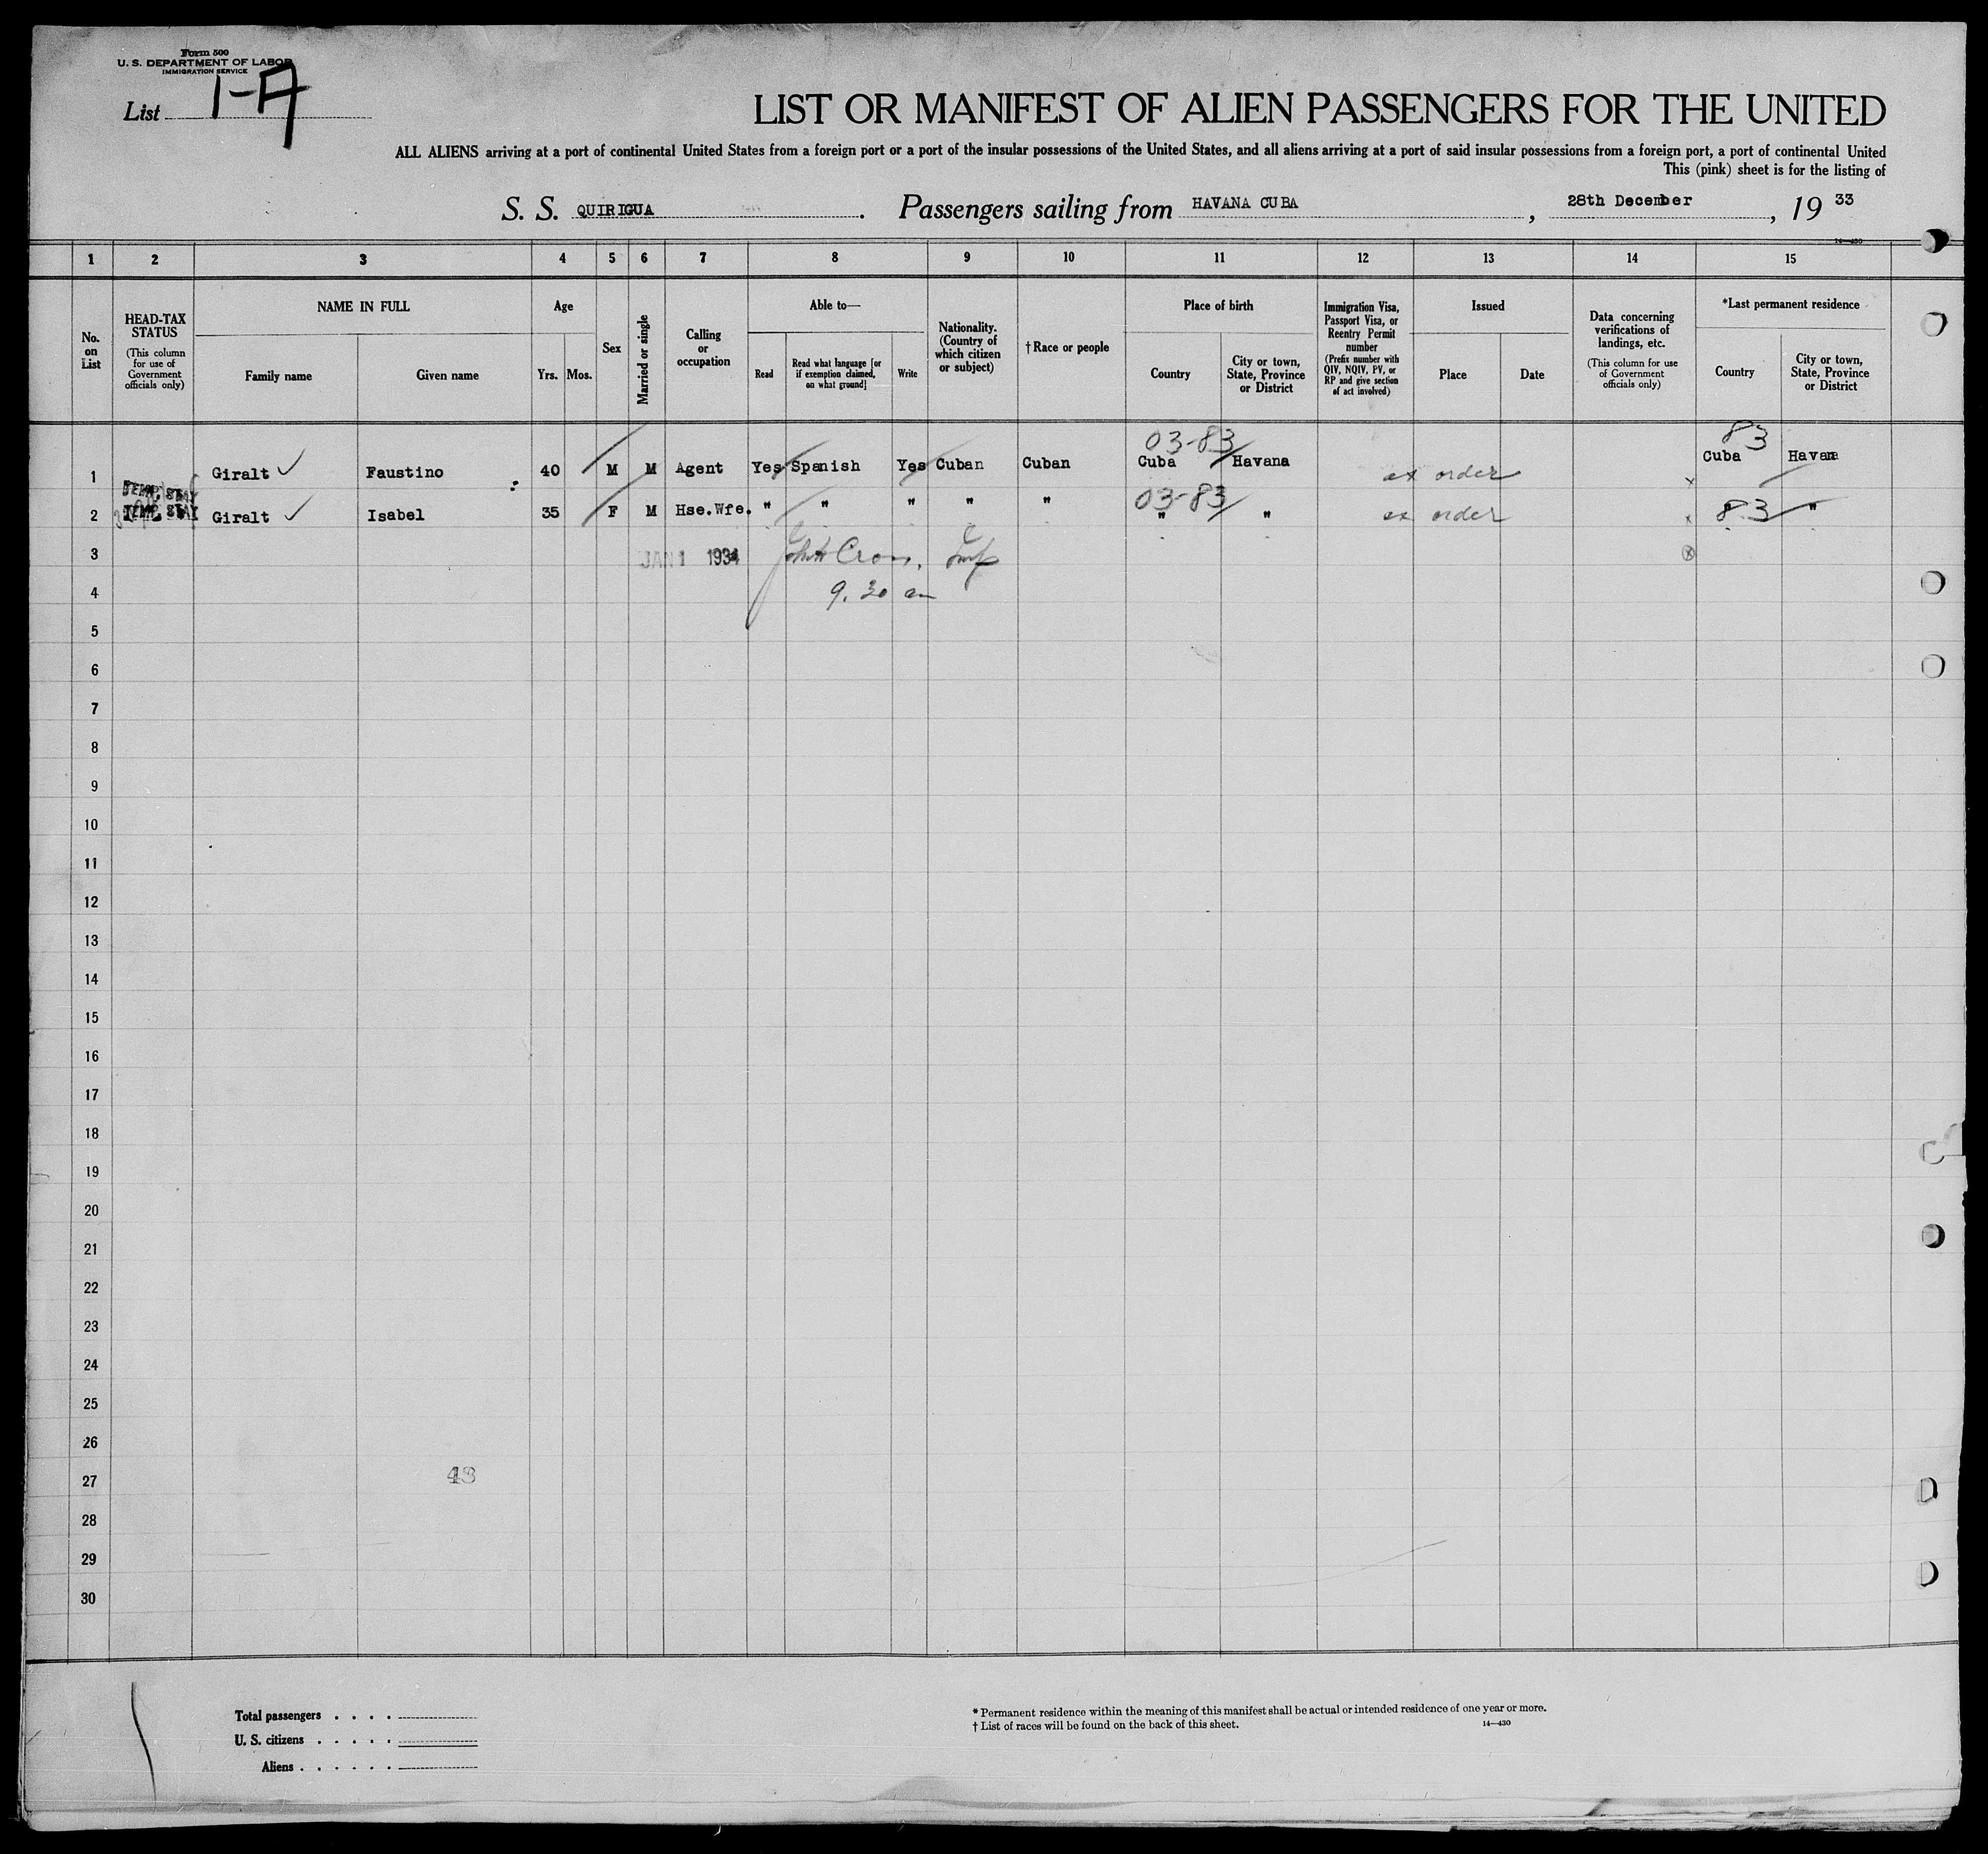 Form 500
U. S. DEPARTMENT OF LABOR
IMMIGRATION SERVICE
List 1-A
LIST OR MANIFEST OF ALIEN PASSENGERS FOR THE UNITED
ALL ALIENS arriving at a port of continental United States from a foreign port or a port of the insular possessions of the United States, and all aliens arriving at a port of said insular possessions from a foreign port, a port of continental United
This (pink) sheet is for the listing of
S. S. QUIRIGUA. Passengers sailing from HAVANA CUBA, 28th December, 19 33
14—430
1 2 3 4 5 6 7 8 9 10 11 12 13 14 15
No. on List
HEAD-TAX STATUS (This column for use of Government officials only)
NAME IN FULL Family name Given name
Age Yrs. Mos.
Sex
Married or single
Calling or occupation
Able to— Read Read what language [or if exemption claimed, on what ground] Write
Nationality. (Country of which citizen or subject)
† Race or people
Place of birth Country City or town, State, Province or District
Immigration Visa, Passport Visa, or Reentry Permit number (Prefix number with QIV, NQIV, PV, or RP and give section of act involved)
Issued Place Date
Data concerning verifications of landings, etc. (This column for use of Government officials only)
*Last permanent residence Country City or town, State, Province or District
03-83 83
1 TEMP. STAY Giralt ✓ Faustino 40 M M Agent Yes Spanish Yes Cuban Cuban Cuba Havana ex order x Cuba Havana
03-83
2 TEMP. STAY Giralt ✓ Isabel 35 F M Hse.Wfe. " " " " " " " ex order x 83 "
3 JAN 1 1934 John H Cron. Insp
4 9.30 am
5
6
7
8
9
10
11
12
13
14
15
16
17
18
19
20
21
22
23
24
25
26
27 43
28
29
30
Total passengers . . . .
U. S. citizens . . . . .
Aliens . . . . . .
* Permanent residence within the meaning of this manifest shall be actual or intended residence of one year or more.
† List of races will be found on the back of this sheet. 14—430